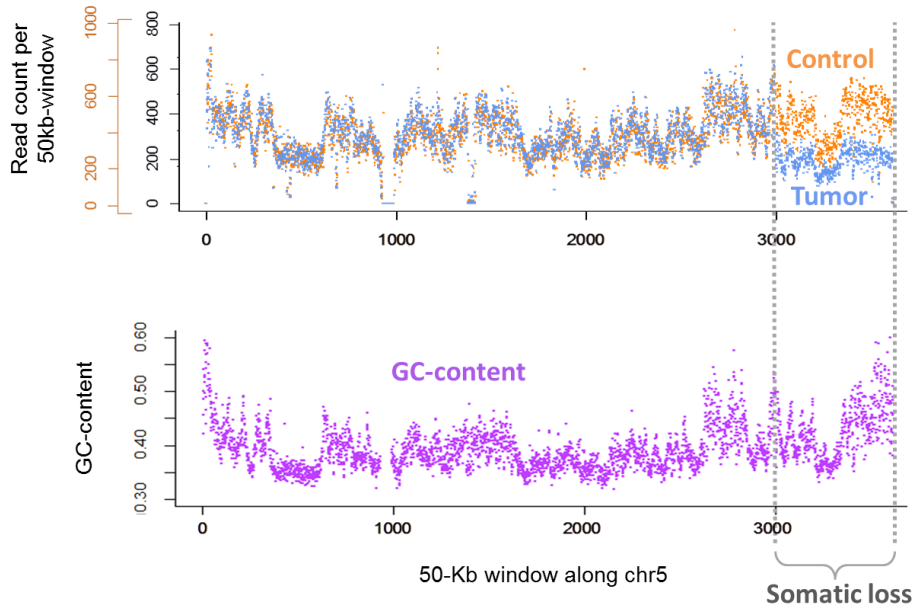 Read count per
50kb-window
1000
600
200
0
800
600
400
200
0
Control
Tumor
0 1000 2000 3000
GC-content
0.60
0.50
0.40
0.30
GC-content
0 1000 2000 3000
50-Kb window along chr5
Somatic loss